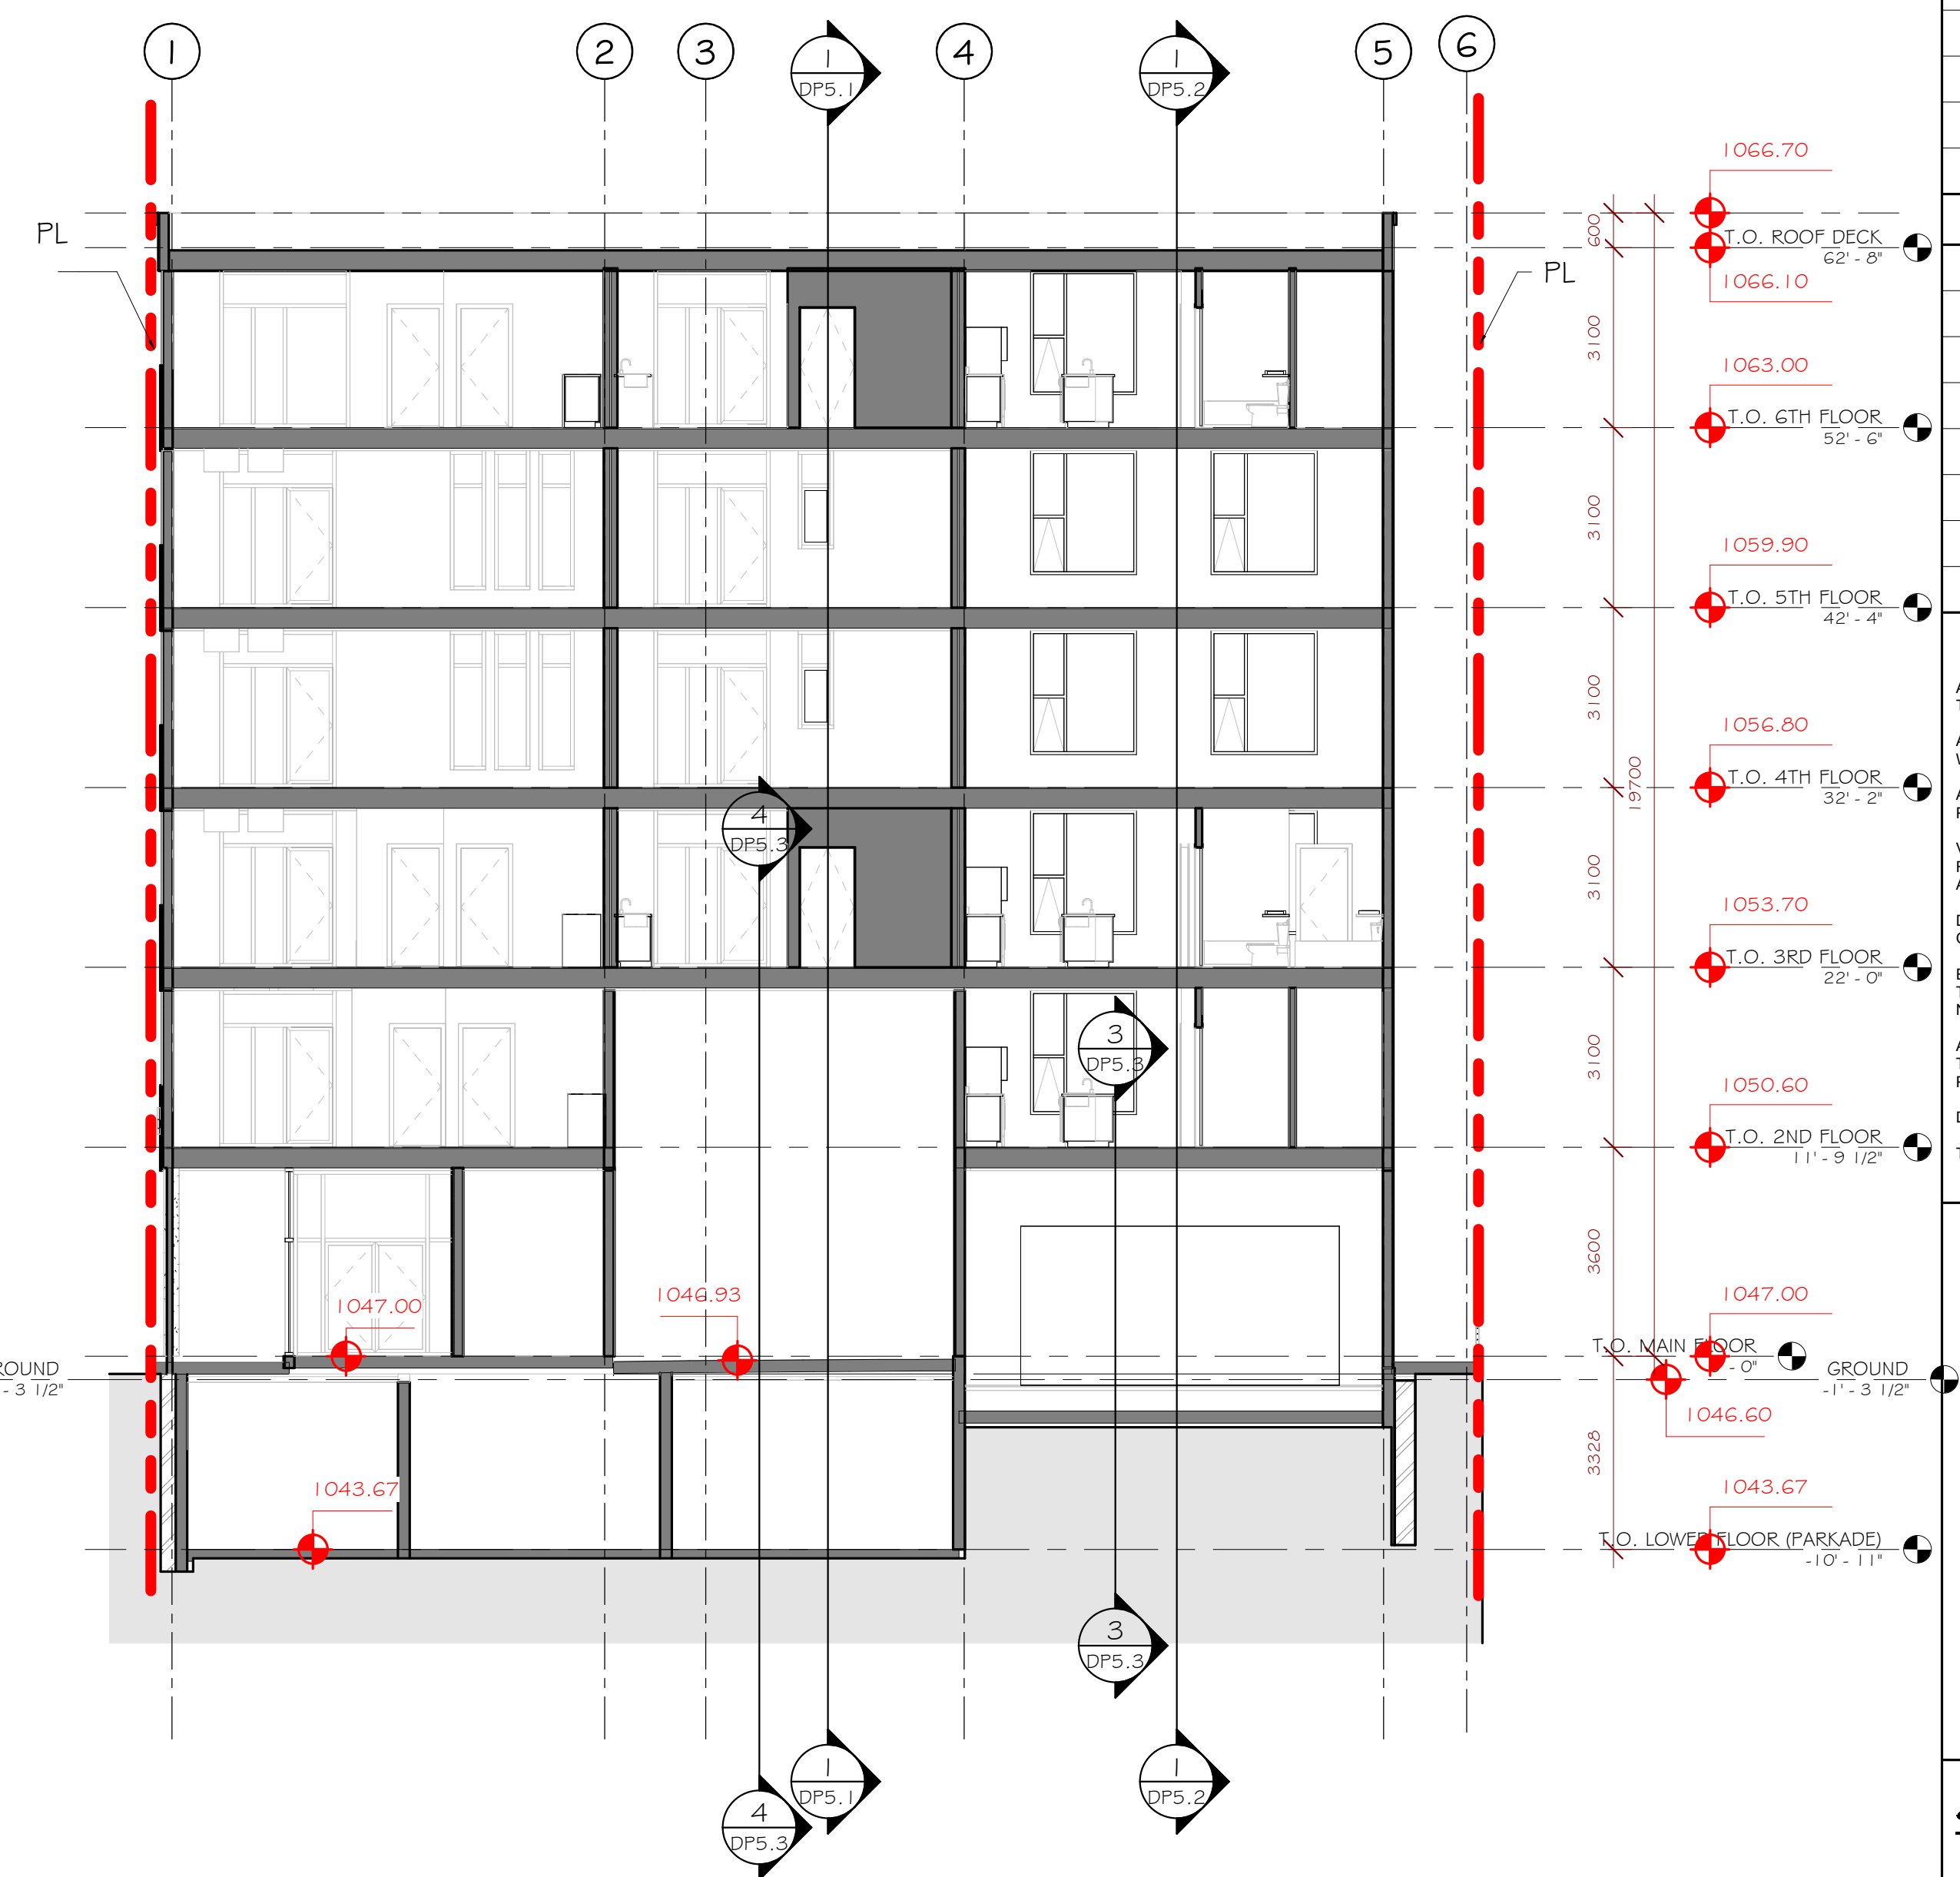 1
2
3
1
DP5.1
4
1
DP5.2
5
6
1066.70
600
PL
T.O. ROOF DECK
62' - 8"
PL
1066.10
3100
1063.00
T.O. 6TH FLOOR
52' - 6"
3100
1059.90
T.O. 5TH FLOOR
42' - 4"
3100
1056.80
19700
T.O. 4TH FLOOR
32' - 2"
4
DP5.3
3100
1053.70
T.O. 3RD FLOOR
22' - 0"
3
DP5.3
3100
1050.60
T.O. 2ND FLOOR
11' - 9 1/2"
3600
1047.00
1046.93
1047.00
T.O. MAIN FLOOR
- 0"
ROUND
- 3 1/2"
GROUND
-1' - 3 1/2"
1046.60
3328
1043.67
1043.67
T.O. LOWER FLOOR (PARKADE)
-10' - 11"
3
DP5.3
1
DP5.1
1
DP5.2
4
DP5.3